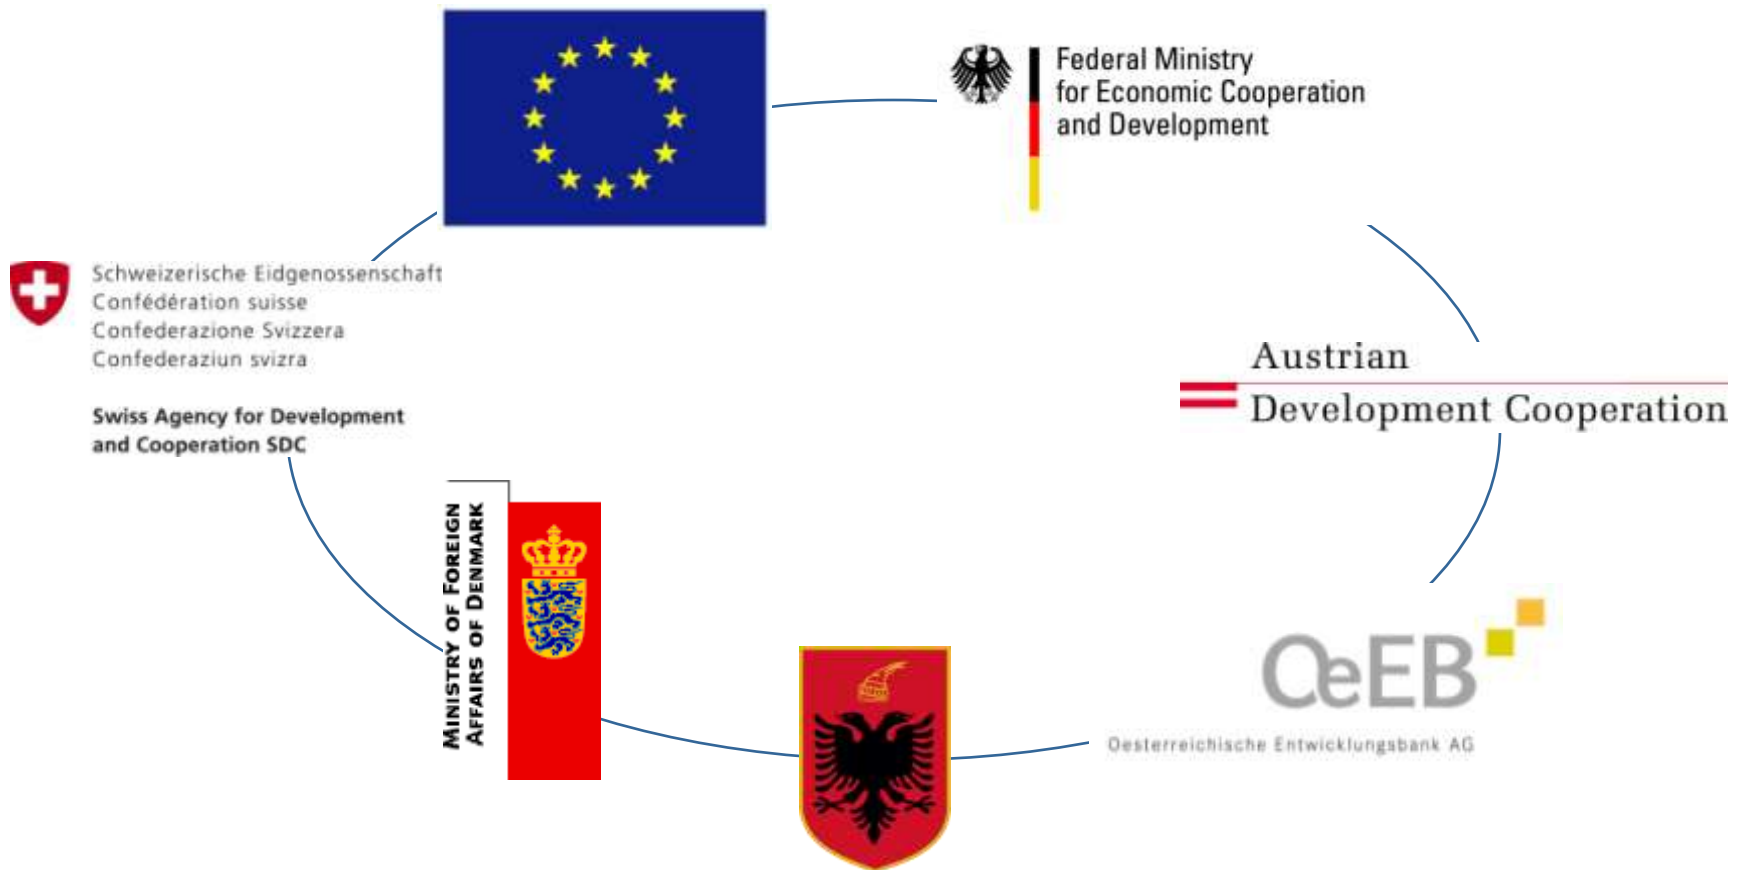 Federal Ministry
for Economic Cooperation
and Development
Schweizerische Eidgenossenschaft
Confédération suisse
Confederazione Svizzera
Confederaziun svizra
Swiss Agency for Development
and Cooperation SDC
Austrian
Development Cooperation
MINISTRY OF FOREIGN
AFFAIRS OF DENMARK
OeEB
Oesterreichische Entwicklungsbank AG